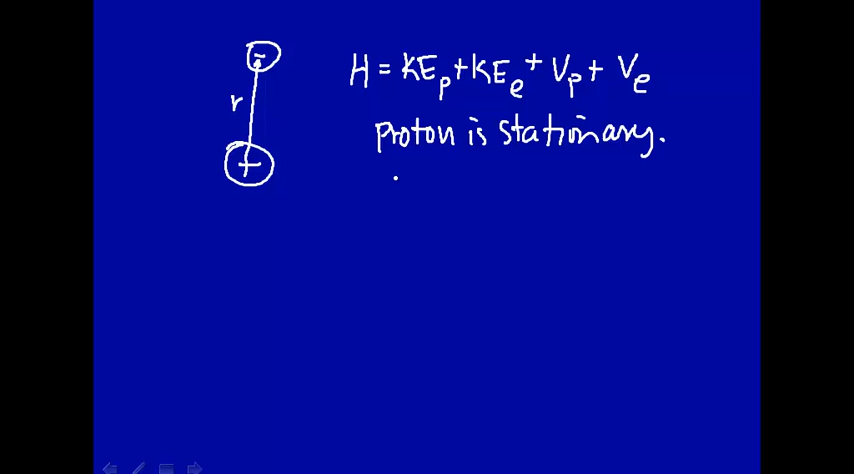 -
H = KEp + KEe + Vp + Ve
r
proton is stationary.
+